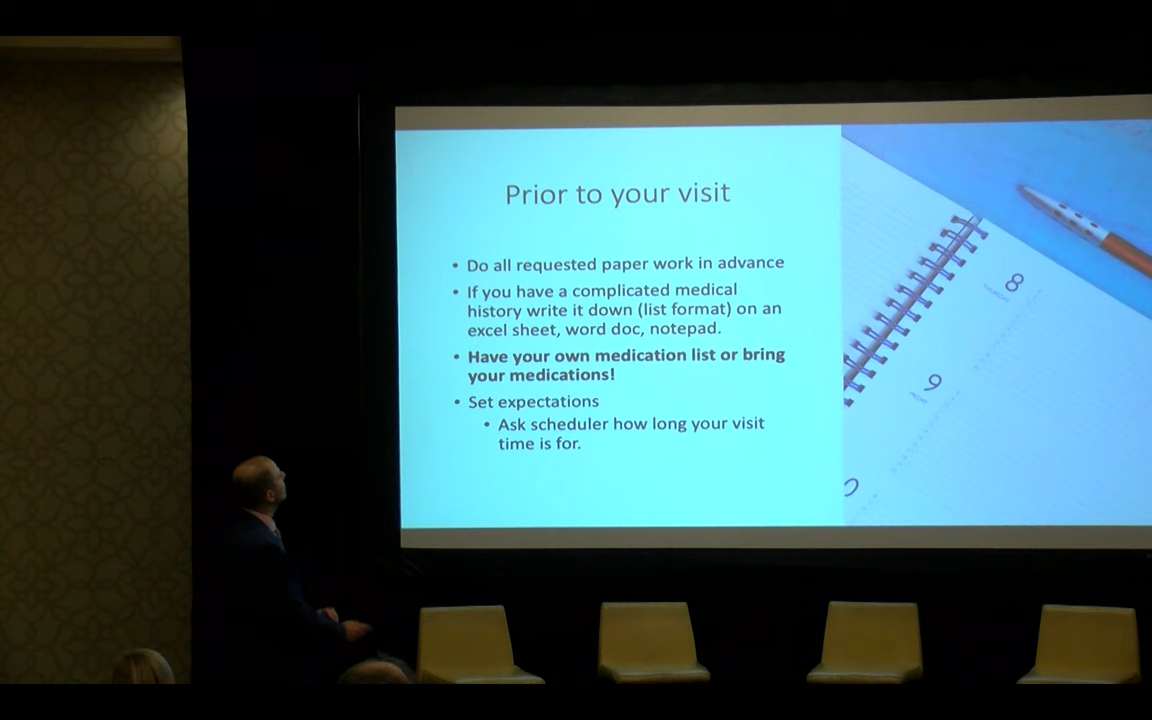 Prior to your visit
• Do all requested paper work in advance
• If you have a complicated medical
history write it down (list format) on an
excel sheet, word doc, notepad.
• Have your own medication list or bring
your medications!
• Set expectations
• Ask scheduler how long your visit
time is for.
8
THURSDAY
9
FRIDAY